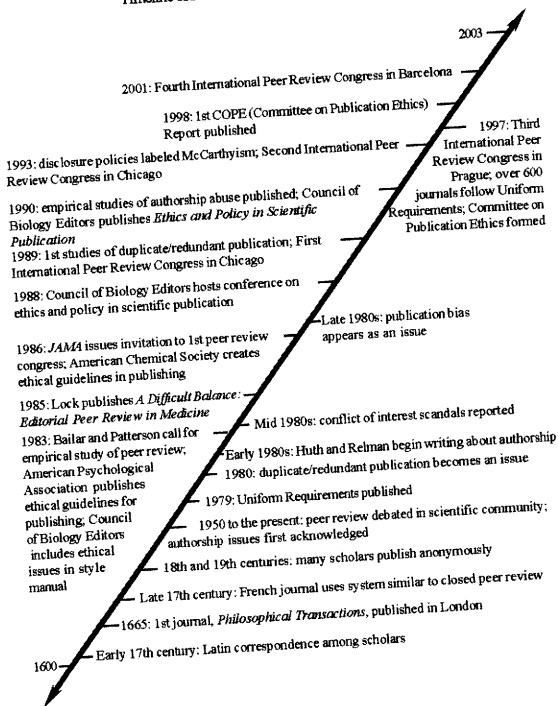 Timeline
2003
2001: Fourth International Peer Review Congress in Barcelona
1998: 1st COPE (Committee on Publication Ethics)
Report published
1997: Third
International Peer
Review Congress in
Prague; over 600
journals follow Uniform
Requirements; Committee on
Publication Ethics formed
1993: disclosure policies labeled McCarthyism; Second International Peer
Review Congress in Chicago
1990: empirical studies of authorship abuse published; Council of
Biology Editors publishes Ethics and Policy in Scientific
Publication
1989: 1st studies of duplicate/redundant publication; First
International Peer Review Congress in Chicago
1988: Council of Biology Editors hosts conference on
ethics and policy in scientific publication
Late 1980s: publication bias
appears as an issue
1986: JAMA issues invitation to 1st peer review
congress; American Chemical Society creates
ethical guidelines in publishing
1985: Lock publishes A Difficult Balance:
Editorial Peer Review in Medicine
Mid 1980s: conflict of interest scandals reported
1983: Bailar and Patterson call for
empirical study of peer review;
American Psychological
Association publishes
ethical guidelines for
publishing; Council
of Biology Editors
includes ethical
issues in style
manual
Early 1980s: Huth and Relman begin writing about authorship
1980: duplicate/redundant publication becomes an issue
1979: Uniform Requirements published
1950 to the present: peer review debated in scientific community;
authorship issues first acknowledged
18th and 19th centuries: many scholars publish anonymously
Late 17th century: French journal uses system similar to closed peer review
1665: 1st journal, Philosophical Transactions, published in London
Early 17th century: Latin correspondence among scholars
1600